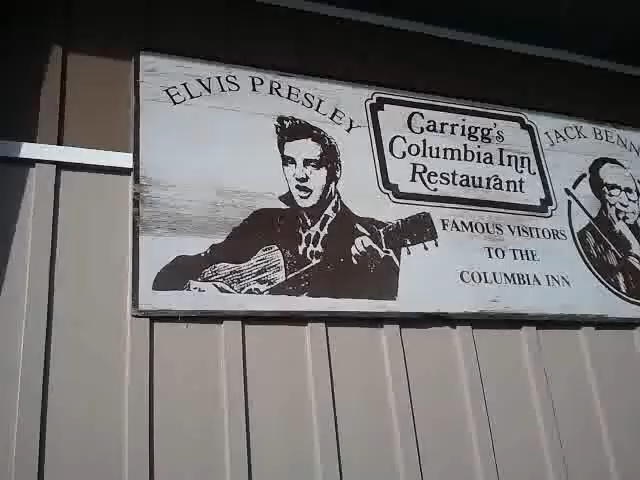 ELVIS PRESLEY
Carrigg's
Columbia Inn
Restaurant
FAMOUS VISITORS
TO THE
COLUMBIA INN
JACK BENN